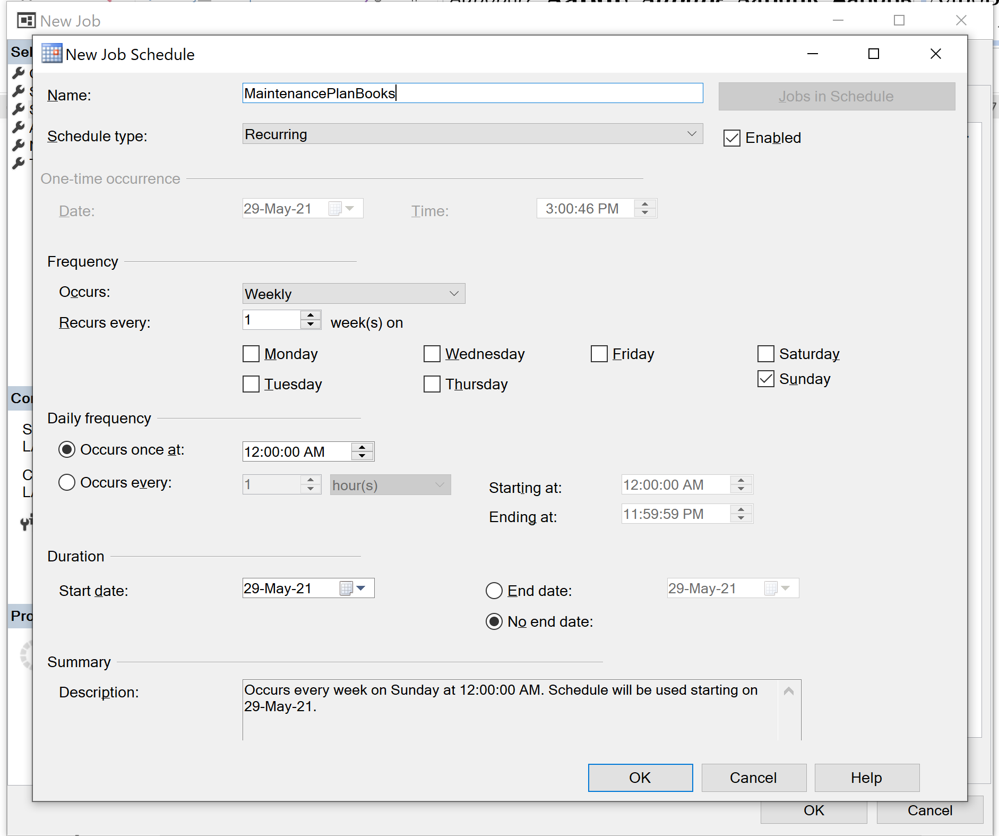 New Job
Sel
New Job Schedule
Name:
MaintenancePlanBooks
Jobs in Schedule
Schedule type:
Recurring
Enabled
One-time occurrence
Date:
29-May-21
Time:
3:00:46 PM
Frequency
Occurs:
Weekly
Recurs every:
1
week(s) on
Monday
Wednesday
Friday
Saturday
Tuesday
Thursday
Sunday
Con
Daily frequency
Occurs once at:
12:00:00 AM
Occurs every:
1
hour(s)
Starting at:
12:00:00 AM
Ending at:
11:59:59 PM
Duration
Start date:
29-May-21
End date:
29-May-21
No end date:
Pro
Summary
Description:
Occurs every week on Sunday at 12:00:00 AM. Schedule will be used starting on
29-May-21.
OK
Cancel
Help
OK
Cancel